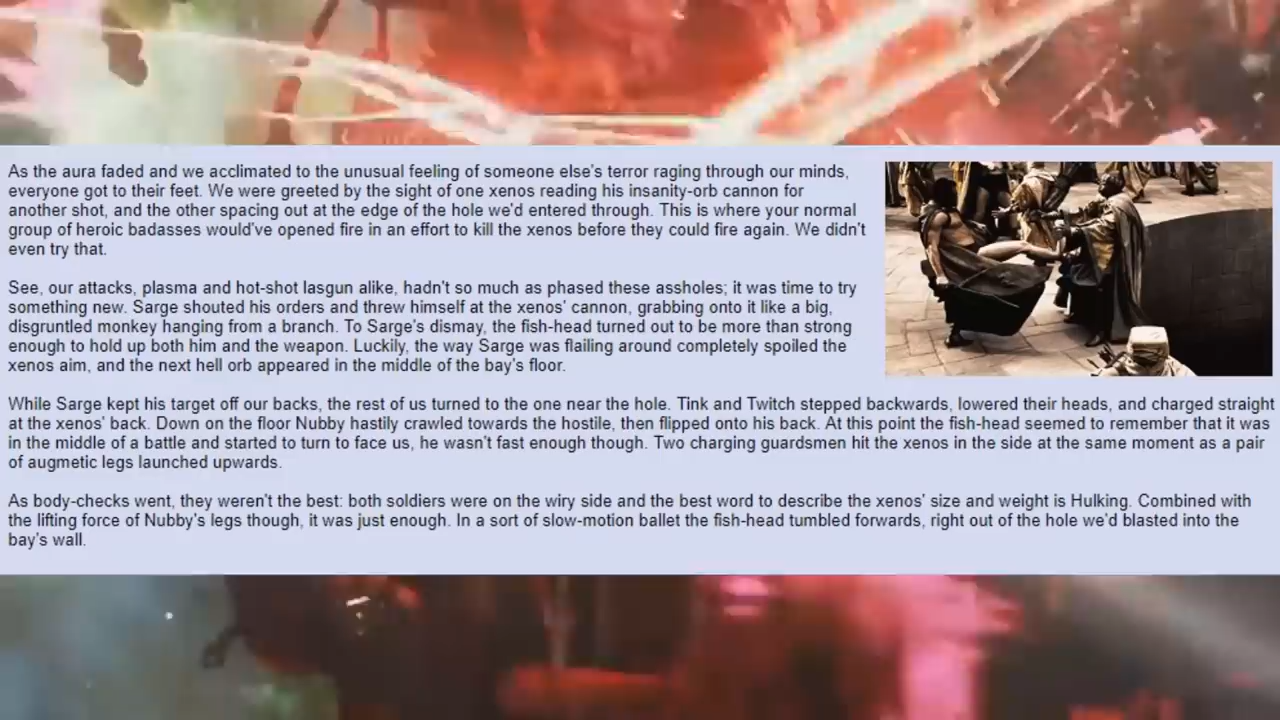 As the aura faded and we acclimated to the unusual feeling of someone else's terror raging through our minds,
everyone got to their feet. We were greeted by the sight of one xenos reading his insanity-orb cannon for
another shot, and the other spacing out at the edge of the hole we'd entered through. This is where your normal
group of heroic badasses would've opened fire in an effort to kill the xenos before they could fire again. We didn't
even try that.
See, our attacks, plasma and hot-shot lasgun alike, hadn't so much as phased these assholes; it was time to try
something new. Sarge shouted his orders and threw himself at the xenos' cannon, grabbing onto it like a big,
disgruntled monkey hanging from a branch. To Sarge's dismay, the fish-head turned out to be more than strong
enough to hold up both him and the weapon. Luckily, the way Sarge was flailing around completely spoiled the
xenos aim, and the next hell orb appeared in the middle of the bay's floor.
While Sarge kept his target off our backs, the rest of us turned to the one near the hole. Tink and Twitch stepped backwards, lowered their heads, and charged straight
at the xenos' back. Down on the floor Nubby hastily crawled towards the hostile, then flipped onto his back. At this point the fish-head seemed to remember that it was
in the middle of a battle and started to turn to face us, he wasn't fast enough though. Two charging guardsmen hit the xenos in the side at the same moment as a pair
of augmetic legs launched upwards.
As body-checks went, they weren't the best: both soldiers were on the wiry side and the best word to describe the xenos' size and weight is Hulking. Combined with
the lifting force of Nubby's legs though, it was just enough. In a sort of slow-motion ballet the fish-head tumbled forwards, right out of the hole we'd blasted into the
bay's wall.